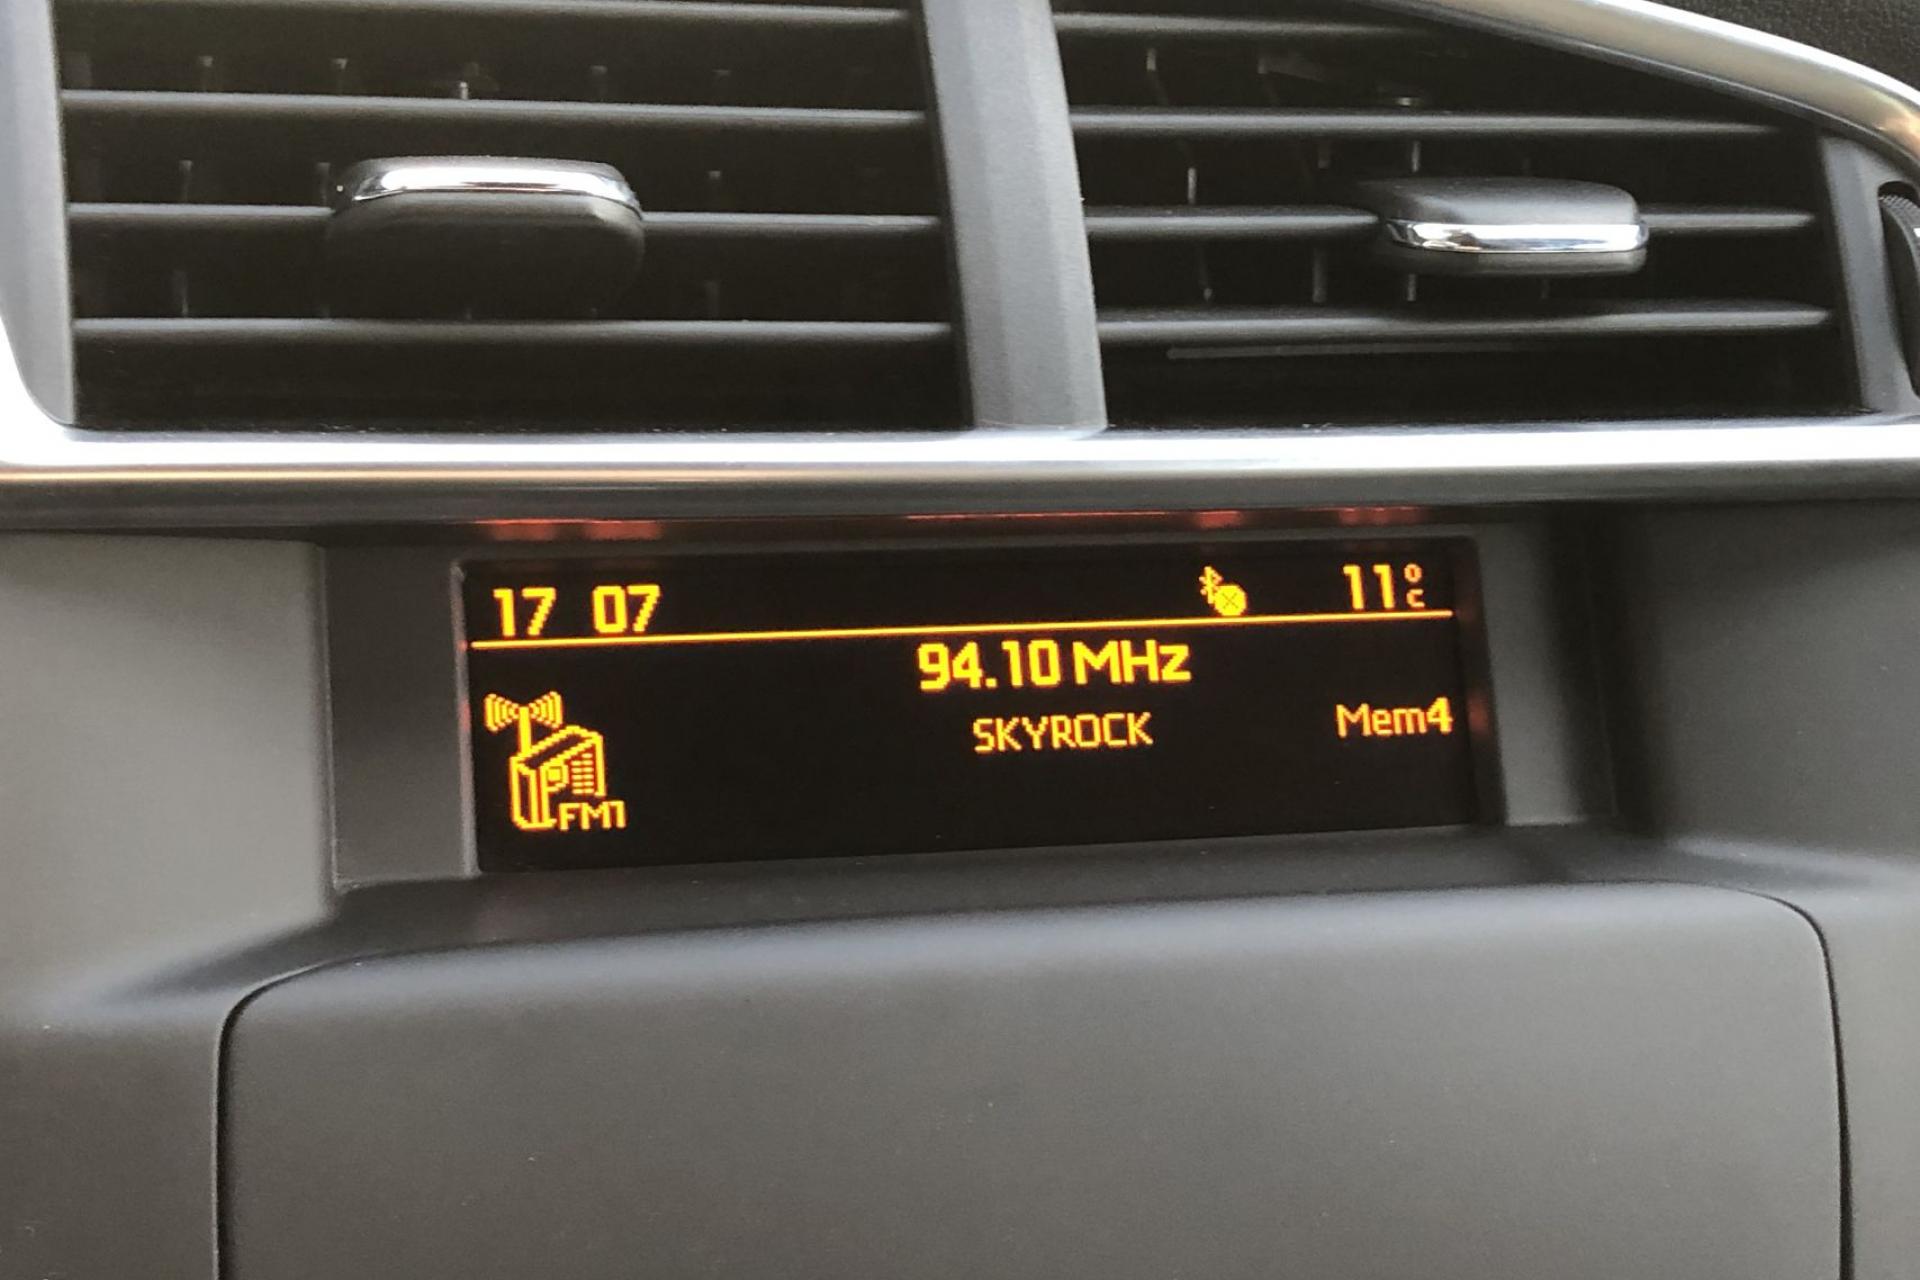 17 07 11°C
94.10 MHz
SKYROCK Mem4
FM1